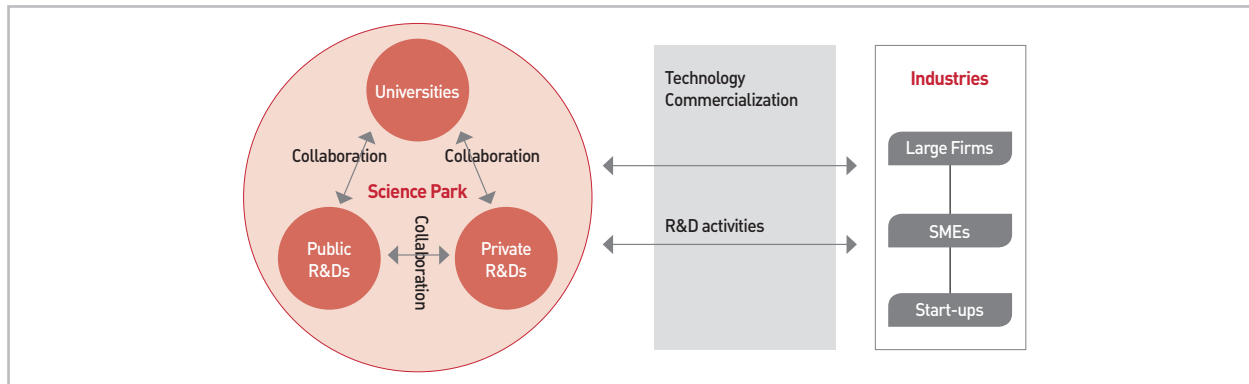 Universities
Collaboration
Collaboration
Science Park
Public
R&Ds
Collaboration
Private
R&Ds
Technology
Commercialization
R&D activities
Industries
Large Firms
SMEs
Start-ups